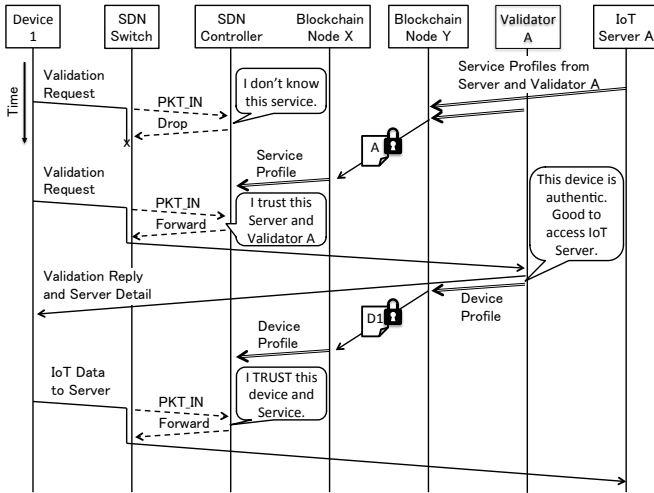 Device
1
SDN
Switch
SDN
Controller
Blockchain
Node X
Blockchain
Node Y
Validator
A
IoT
Server A
Time
Validation
Request
PKT_IN
Drop
x
I don't know
this service.
Service Profiles from
Server and Validator A
A
Service
Profile
Validation
Request
PKT_IN
Forward
I trust this
Server and
Validator A
This device is
authentic.
Good to
access IoT
Server.
Validation Reply
and Server Detail
Device
Profile
D1
Device
Profile
IoT Data
to Server
PKT_IN
Forward
I TRUST this
device and
Service.